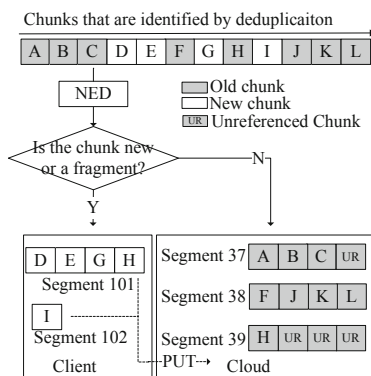 Chunks that are identified by deduplicaiton
A B C D E F G H I J K L
NED
Old chunk
New chunk
UR Unreferenced Chunk
Is the chunk new
or a fragment?
N
Y
D E G H
Segment 101
I
Segment 102
Client
Segment 37 A B C UR
Segment 38 F J K L
Segment 39 H UR UR UR
PUT
Cloud